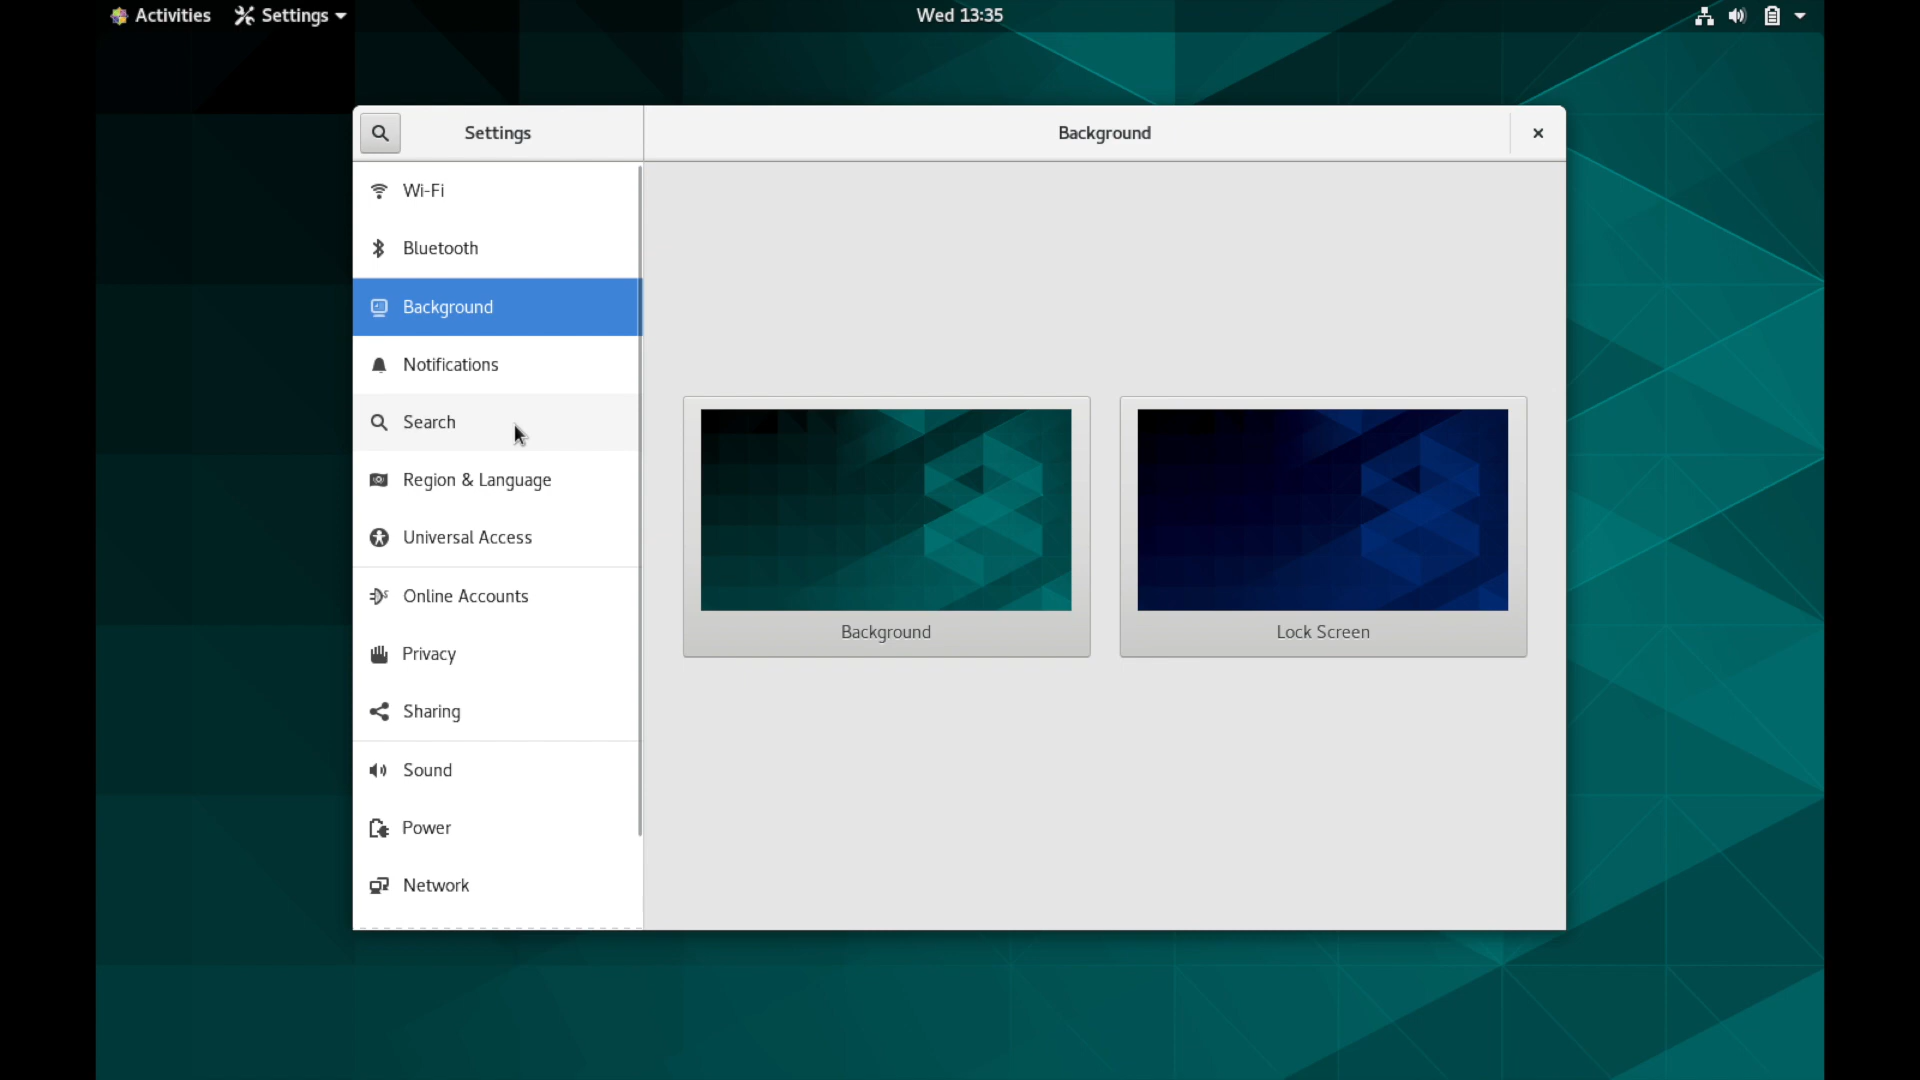 Activities Settings Wed 13:35
Settings Background
Wi-Fi
Bluetooth
Background
Notifications
Search
Region & Language
Universal Access
Online Accounts
Privacy
Sharing
Sound
Power
Network
Background Lock Screen